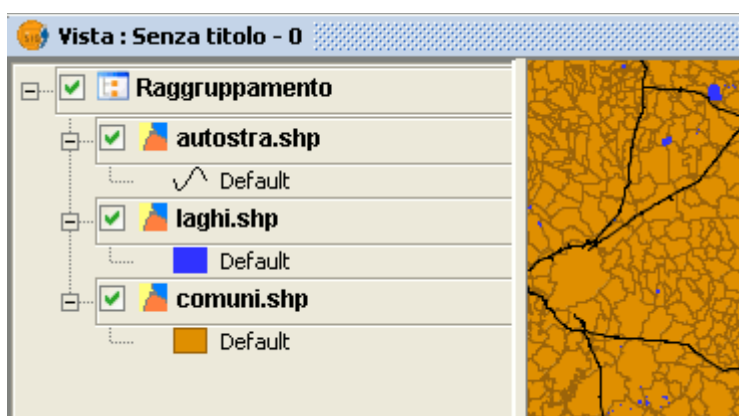 Vista : Senza titolo - 0
Raggruppamento
autostra.shp
Default
laghi.shp
Default
comuni.shp
Default